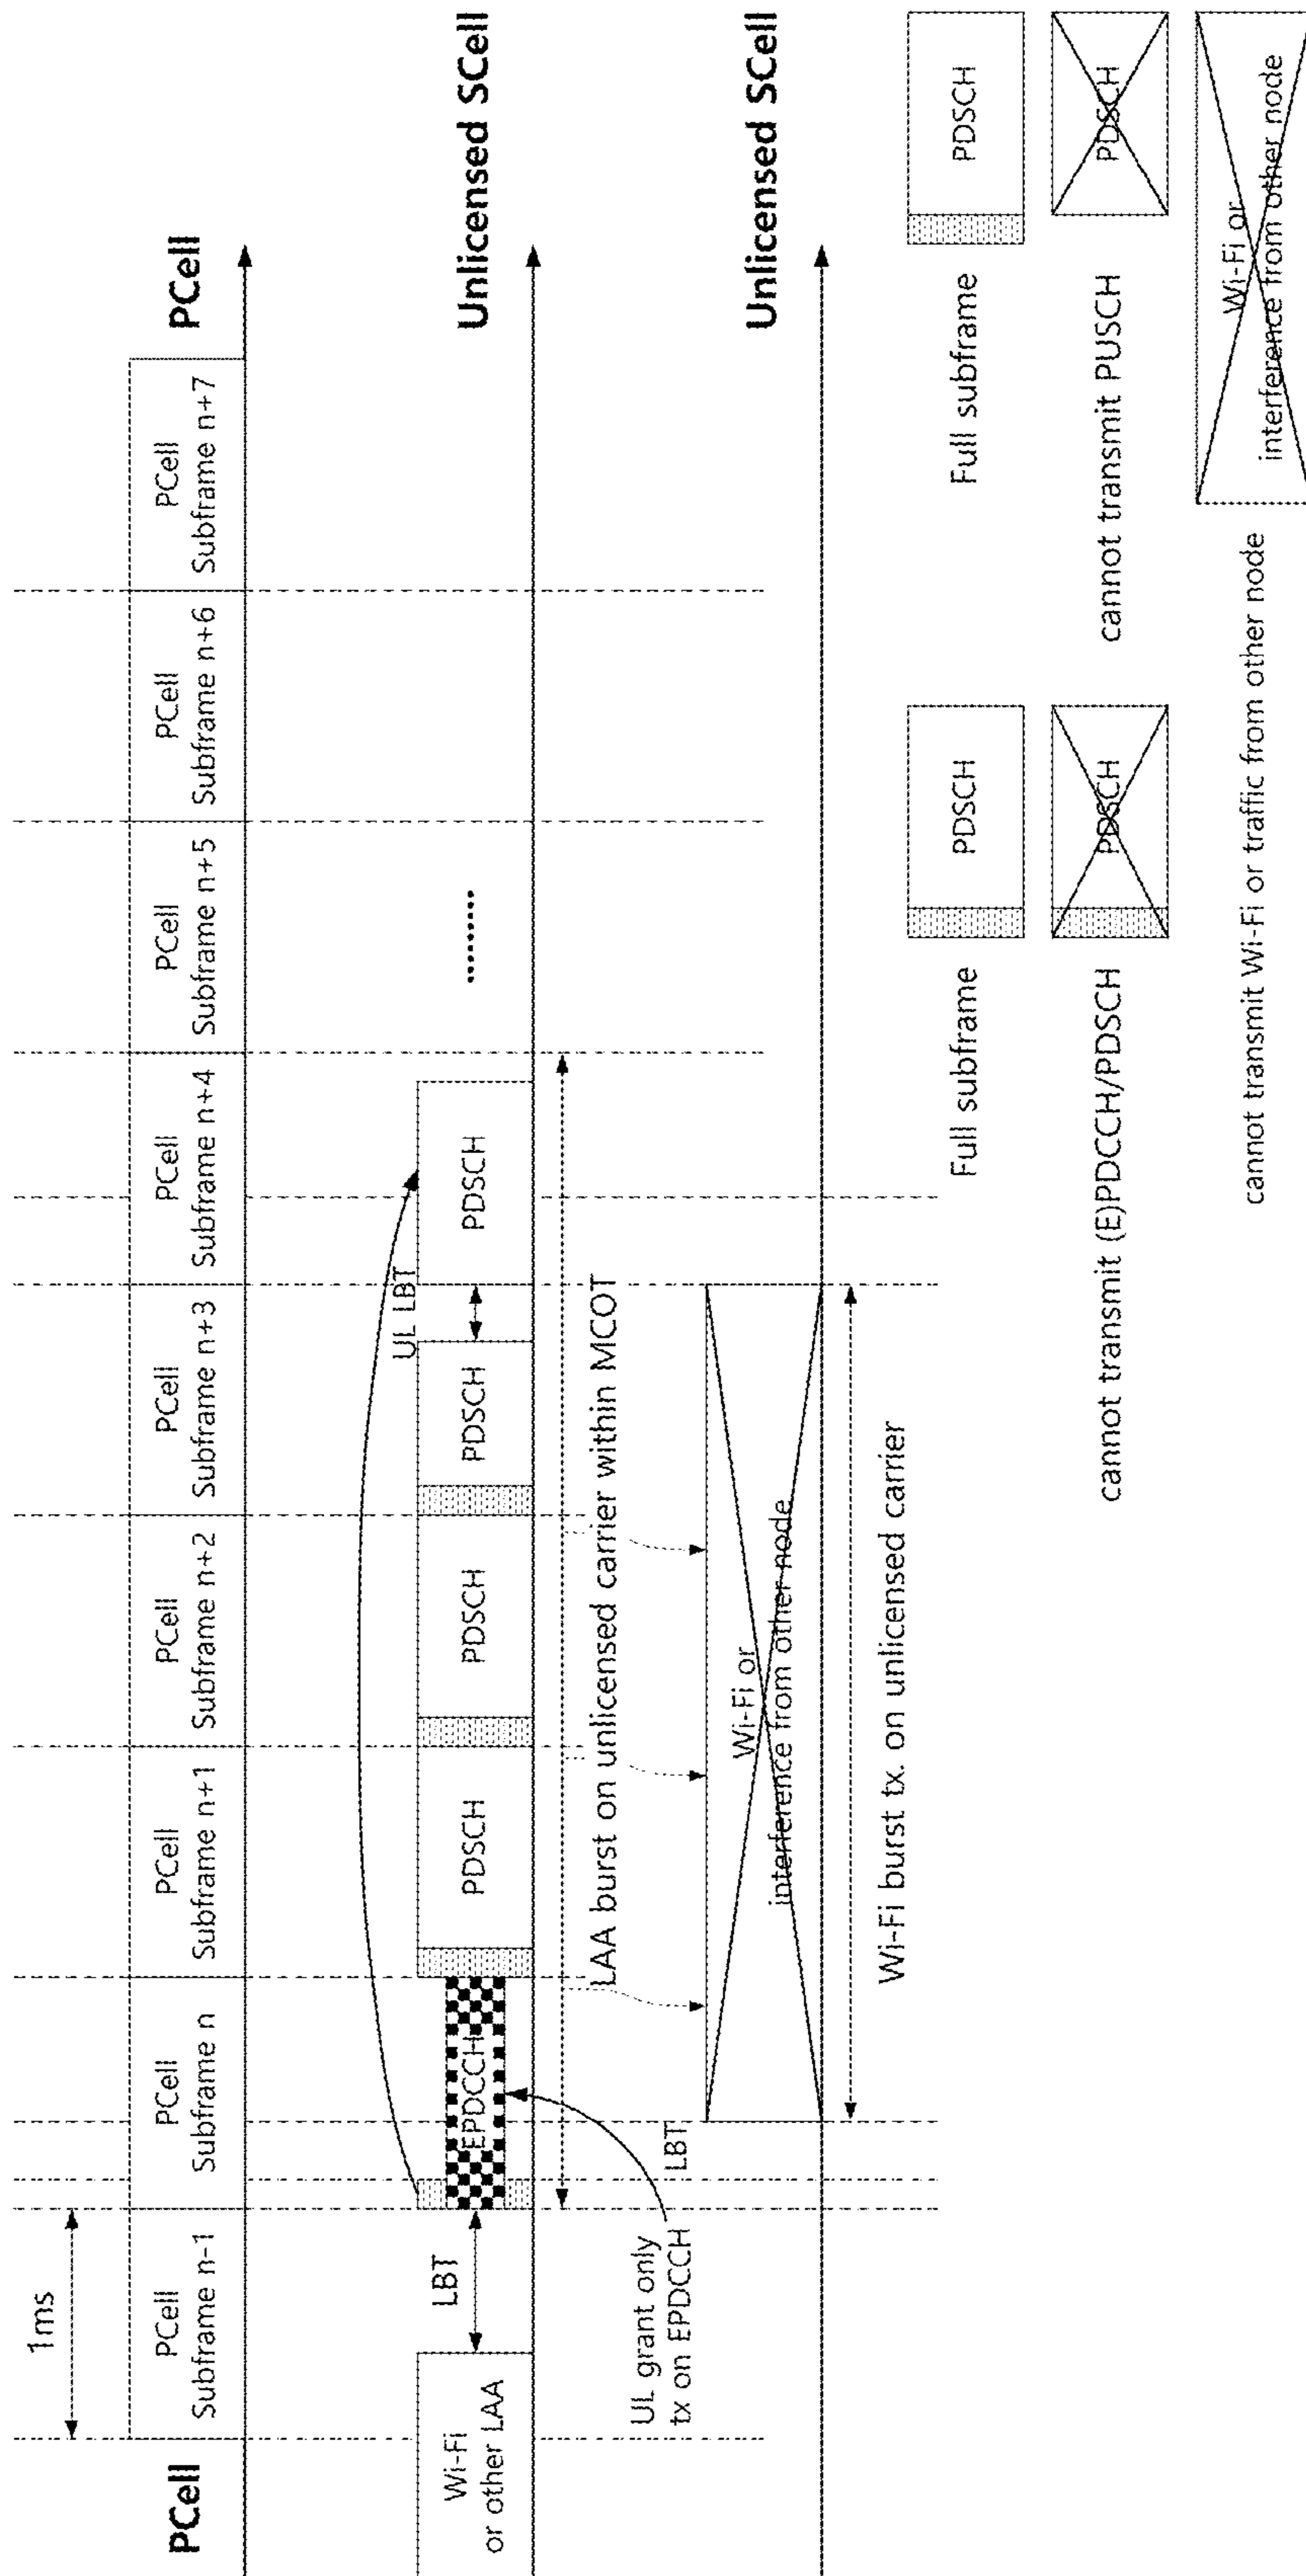 1ms
PCell
PCell
Subframe n-1
PCell
Subframe n
PCell
Subframe n+1
PCell
Subframe n+2
PCell
Subframe n+3
PCell
Subframe n+4
PCell
Subframe n+5
PCell
Subframe n+6
PCell
Subframe n+7
PCell
UL LBT
Wi-Fi
or other LAA
LBT
EPDCCH
PDSCH
PDSCH
PDSCH
PDSCH
........
Unlicensed SCell
LAA burst on unlicensed carrier within MCOT
UL grant only
tx on EPDCCH
LBT
Wi-Fi or
interference from other node
Unlicensed SCell
Wi-Fi burst tx. on unlicensed carrier
Full subframe
PDSCH
Full subframe
PDSCH
cannot transmit (E)PDCCH/PDSCH
PDSCH
cannot transmit PUSCH
PDSCH
cannot transmit Wi-Fi or traffic from other node
Wi-Fi or
interference from other node